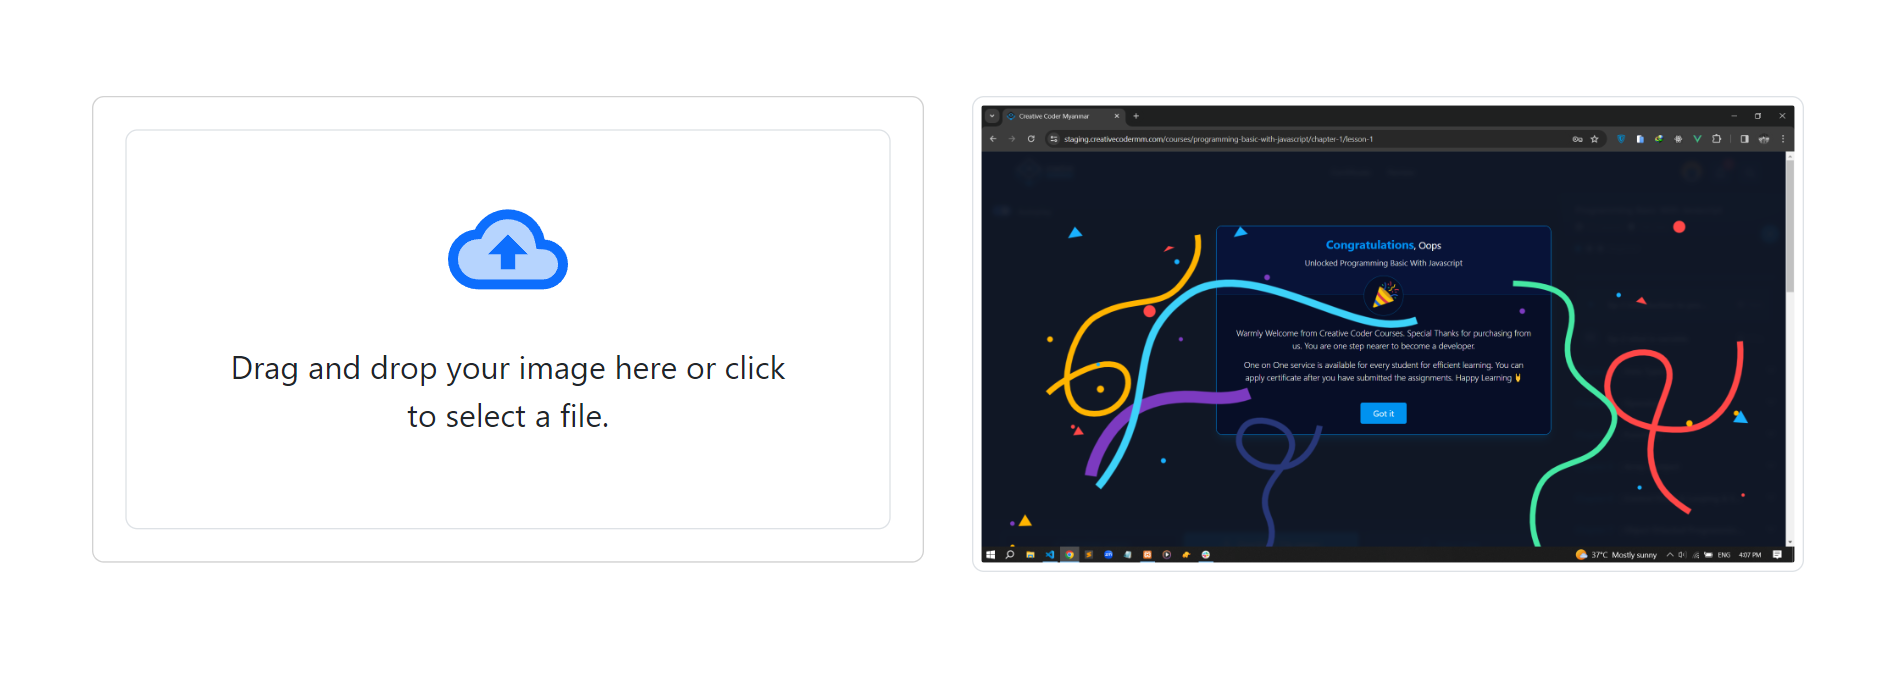 Drag and drop your image here or click
to select a file.
Creative Coder Myanmar
staging.creativecodermm.com/courses/programming-basic-with-javascript/chapter-1/lesson-1
Congratulations, Oops
Unlocked Programming Basic With Javascript
Warmly Welcome from Creative Coder Courses. Special Thanks for purchasing from
us. You are one step nearer to become a developer.
One on One service is available for every student for efficient learning. You can
apply certificate after you have submitted the assignments. Happy Learning 🤘
Got it
37°C Mostly sunny ENG 4:07 PM